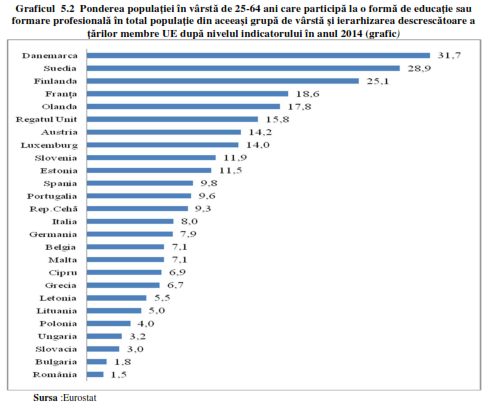 Graficul 5.2 Ponderea populației în vârstă de 25-64 ani care participă la o formă de educație sau
formare profesională în total populație din aceeași grupă de vârstă și ierarhizarea descrescătoare a
țărilor membre UE după nivelul indicatorului în anul 2014 (grafic)
Danemarca 31,7
Suedia 28,9
Finlanda 25,1
Franța 18,6
Olanda 17,8
Regatul Unit 15,8
Austria 14,2
Luxemburg 14,0
Slovenia 11,9
Estonia 11,5
Spania 9,8
Portugalia 9,6
Rep.Cehă 9,3
Italia 8,0
Germania 7,9
Belgia 7,1
Malta 7,1
Cipru 6,9
Grecia 6,7
Letonia 5,5
Lituania 5,0
Polonia 4,0
Ungaria 3,2
Slovacia 3,0
Bulgaria 1,8
România 1,5
Sursa :Eurostat